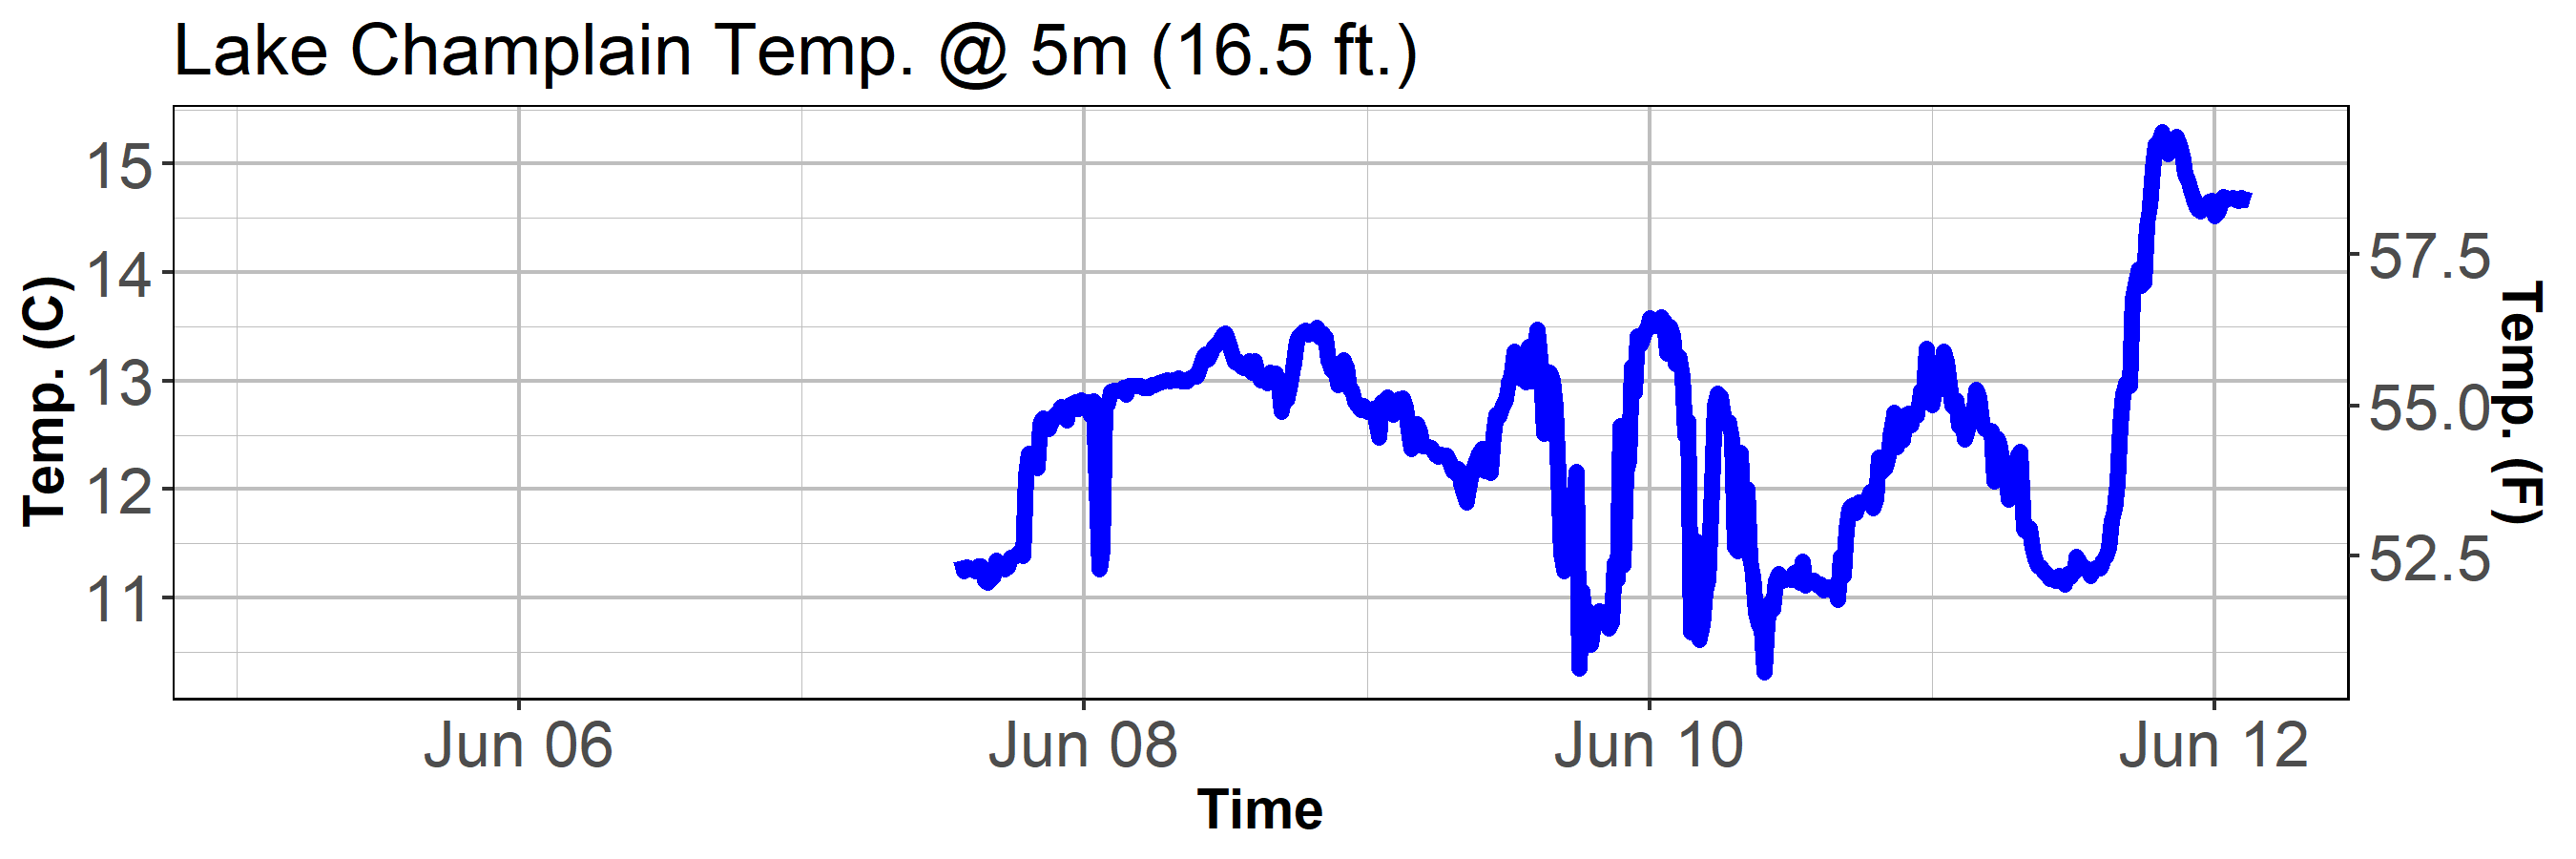 Lake Champlain Temp. @ 5m (16.5 ft.)
Temp. (C)
15
14
13
12
11
57.5
55.0
52.5
Temp. (F)
Jun 06
Jun 08
Jun 10
Jun 12
Time